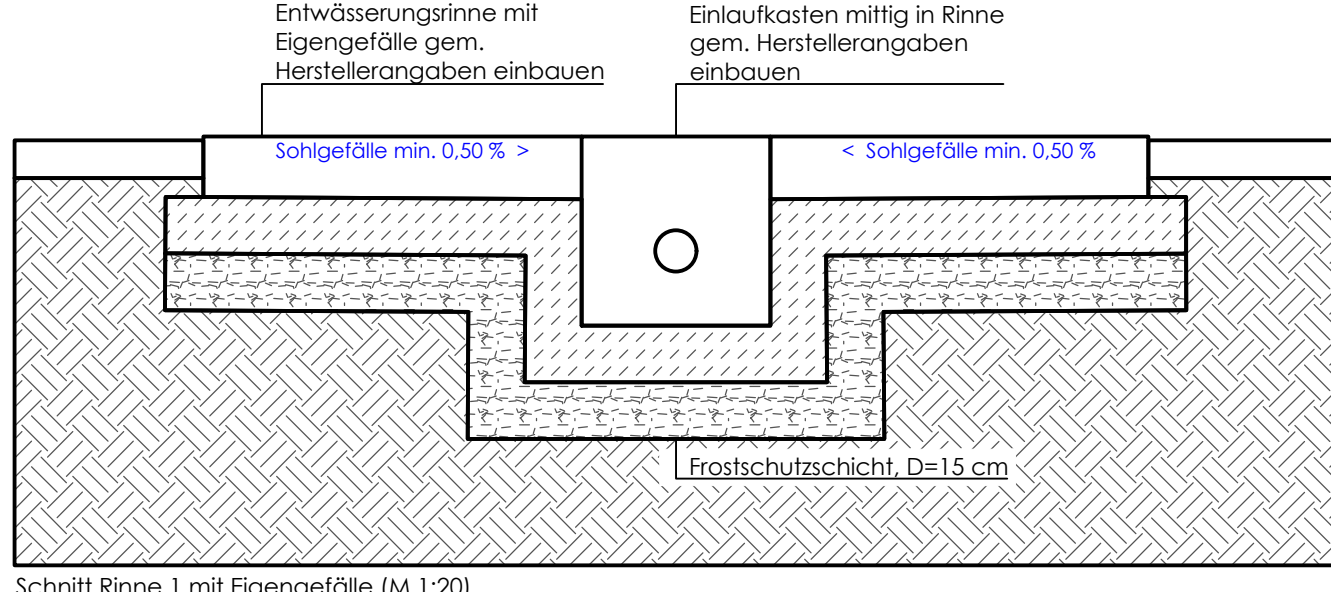 Entwässerungsrinne mit
Eigengefälle gem.
Herstellerangaben einbauen
Einlaufkasten mittig in Rinne
gem. Herstellerangaben
einbauen
Sohlgefälle min. 0,50 % >
< Sohlgefälle min. 0,50 %
Frostschutzschicht, D=15 cm
Schnitt Rinne 1 mit Eigengefälle (M 1:20)